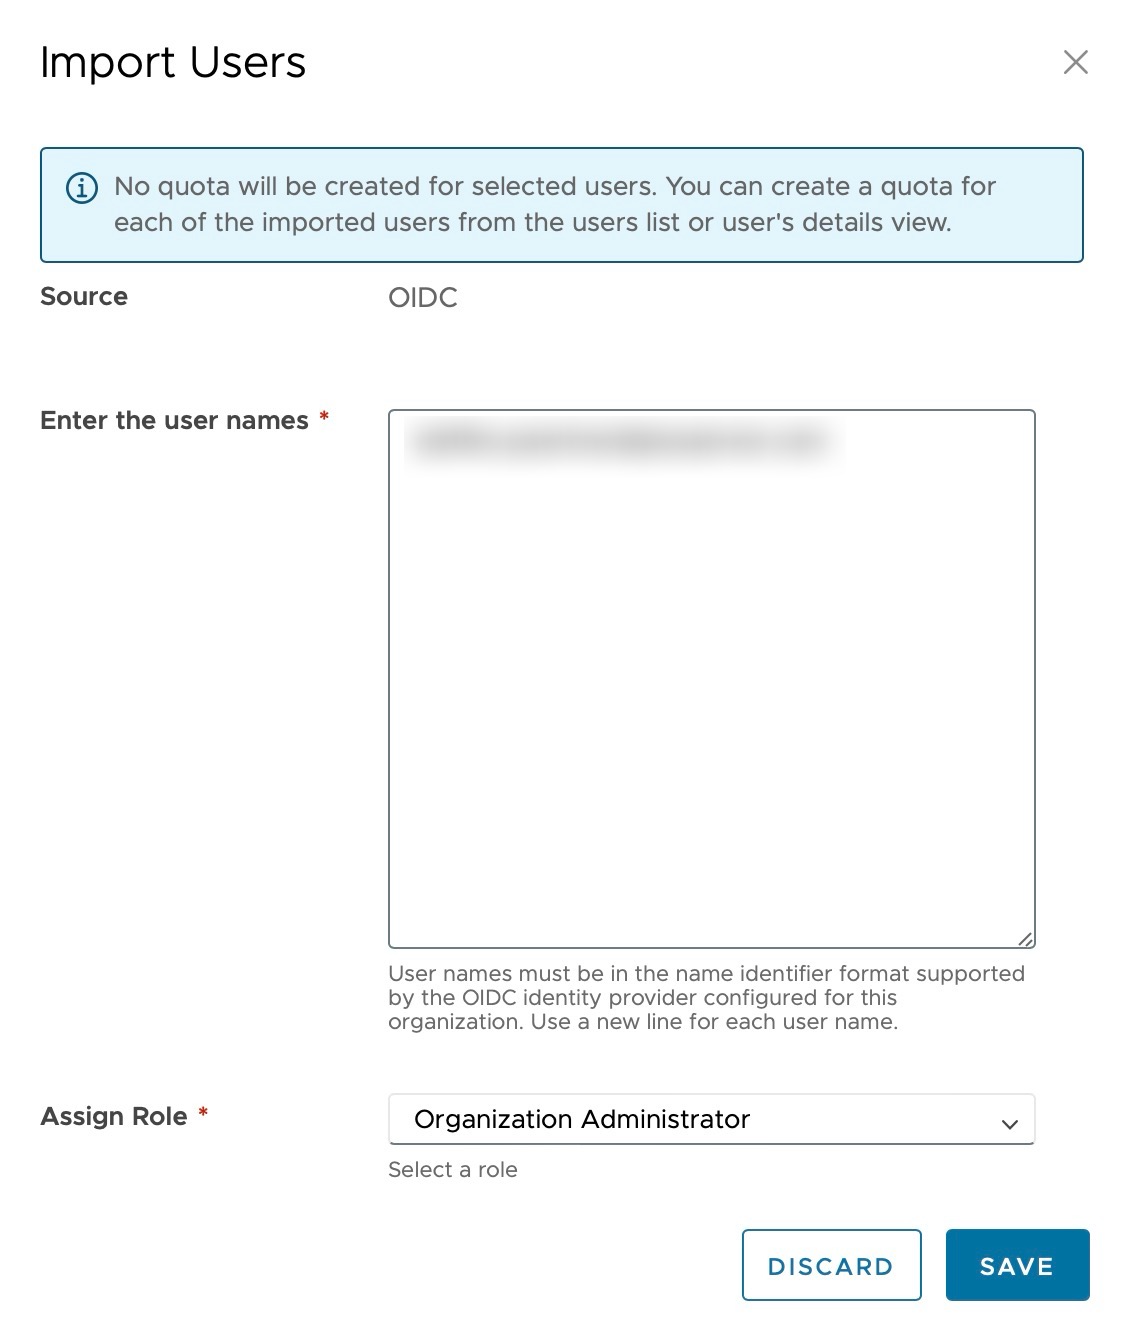 Import Users
No quota will be created for selected users. You can create a quota for
each of the imported users from the users list or user's details view.
Source OIDC
Enter the user names *
User names must be in the name identifier format supported
by the OIDC identity provider configured for this
organization. Use a new line for each user name.
Assign Role * Organization Administrator
Select a role
DISCARD SAVE